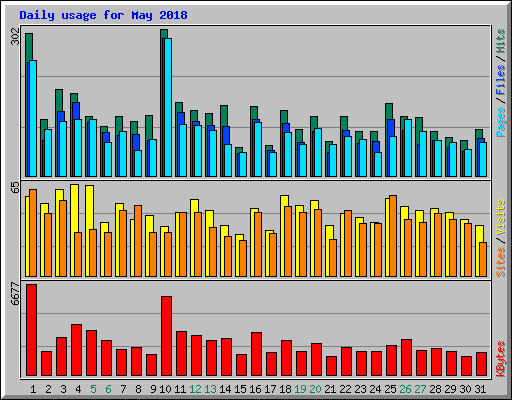 Daily usage for May 2018
302
Pages/Files/Hits
65
Sites/Visits
6677
KBytes
1 2 3 4 5 6 7 8 9 10 11 12 13 14 15 16 17 18 19 20 21 22 23 24 25 26 27 28 29 30 31